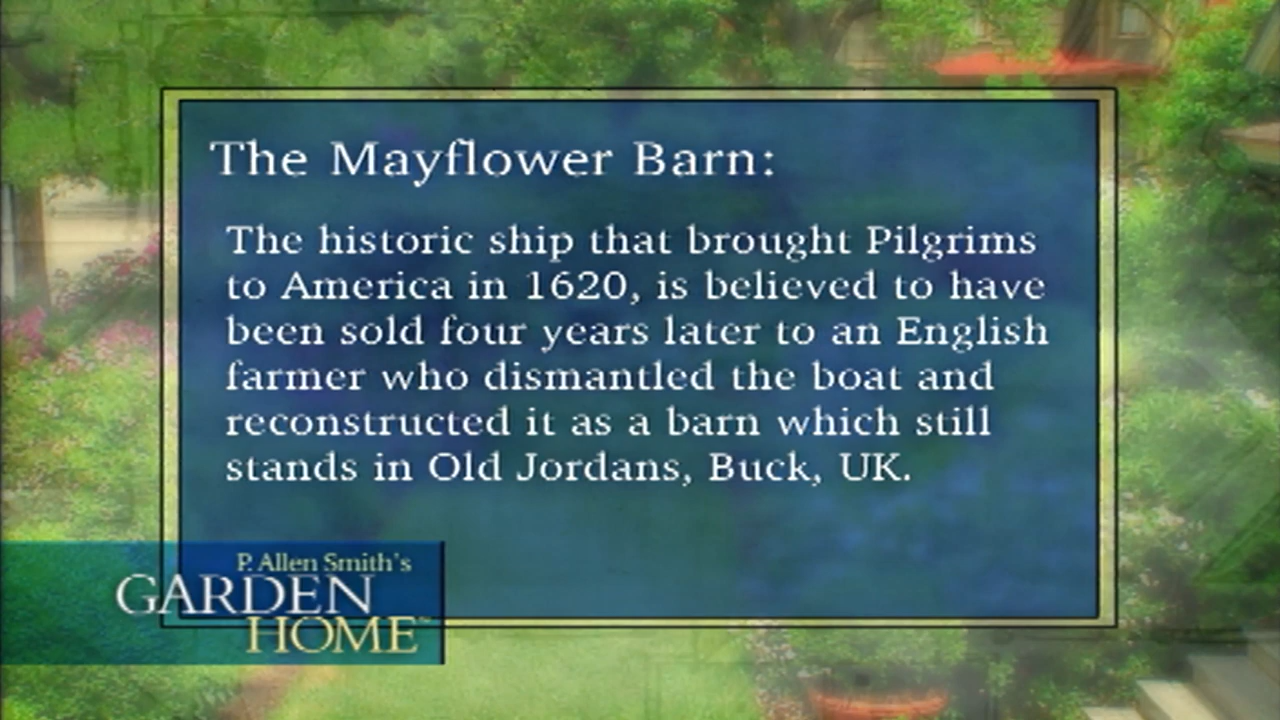 The Mayflower Barn:
The historic ship that brought Pilgrims
to America in 1620, is believed to have
been sold four years later to an English
farmer who dismantled the boat and
reconstructed it as a barn which still
stands in Old Jordans, Buck, UK.
P. Allen Smith's
GARDEN
HOME